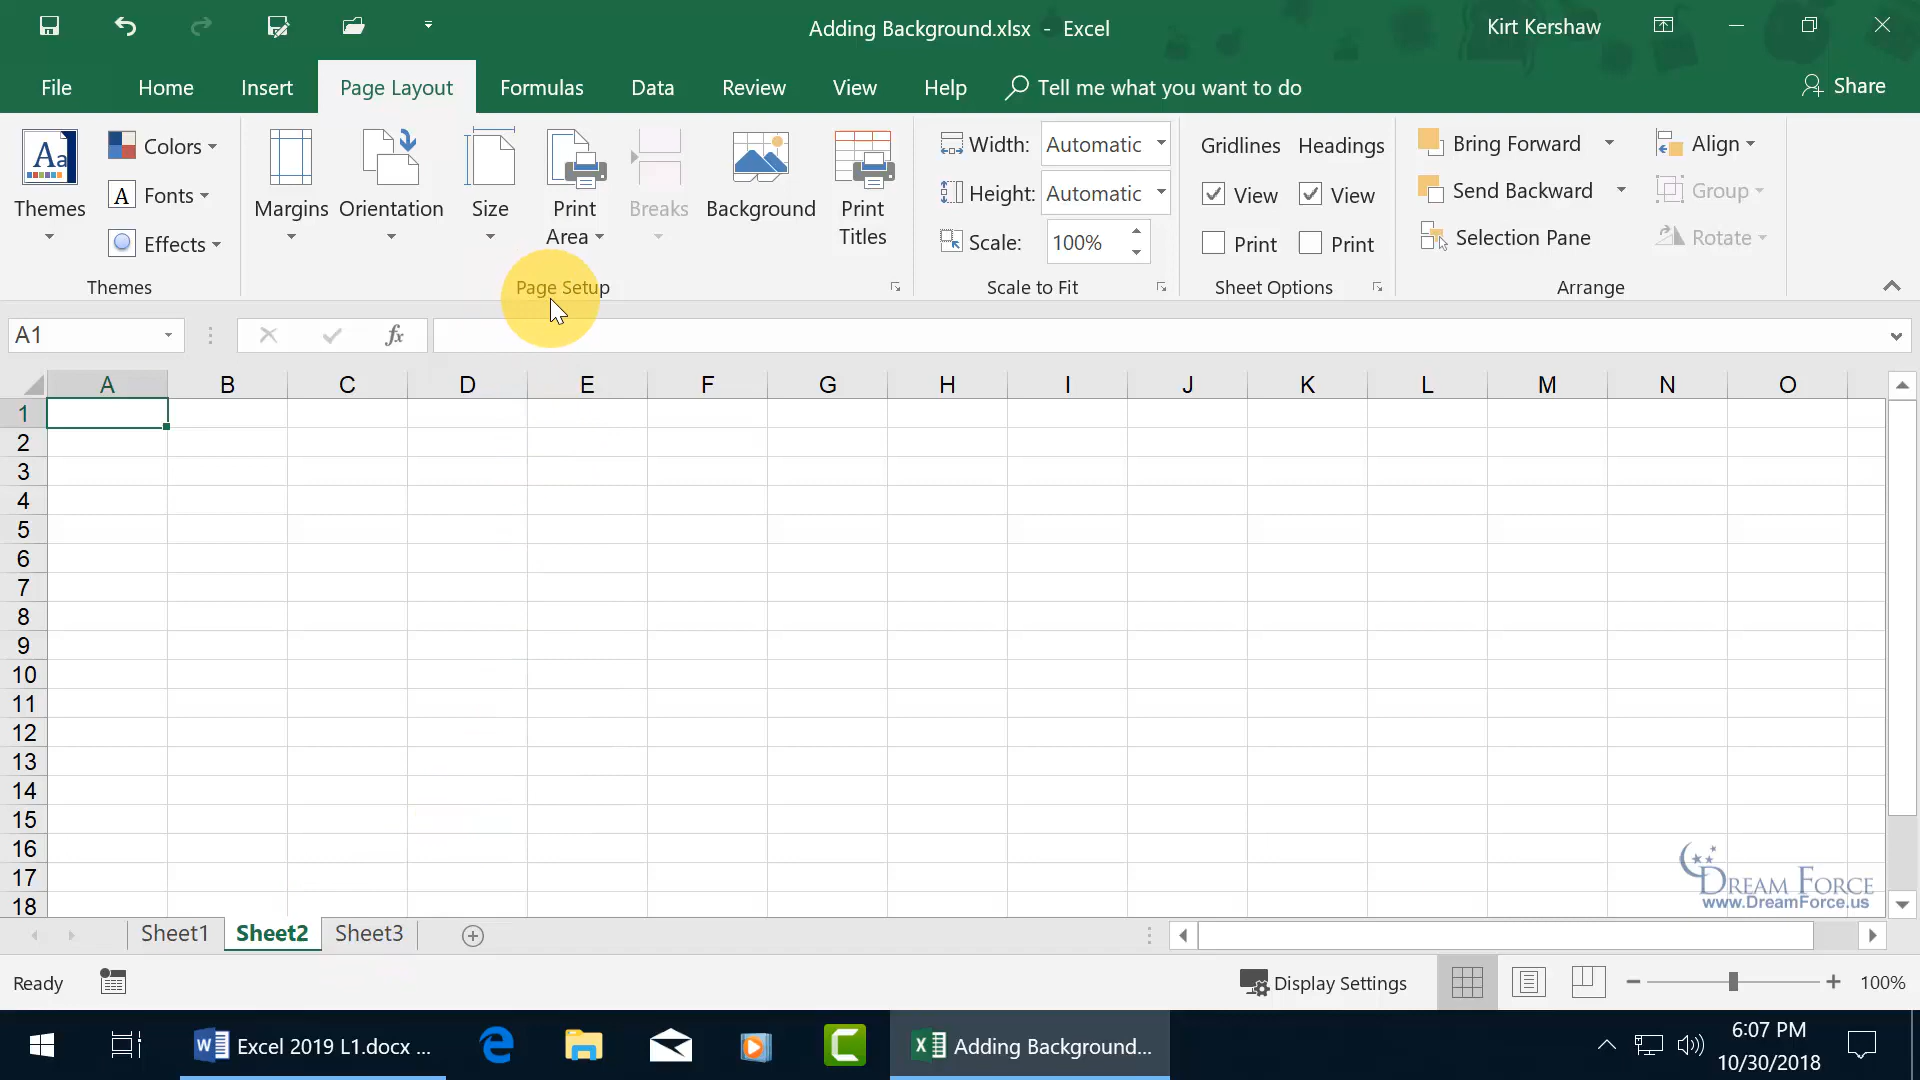 Adding Background.xlsx - Excel
Kirt Kershaw
File Home Insert Page Layout Formulas Data Review View Help Tell me what you want to do Share
Themes
Colors
Fonts
Effects
Themes
Margins
Orientation
Size
Print
Area
Breaks
Background
Print
Titles
Page Setup
Width: Automatic
Height: Automatic
Scale: 100%
Scale to Fit
Gridlines Headings
View View
Print Print
Sheet Options
Bring Forward
Send Backward
Selection Pane
Align
Group
Rotate
Arrange
A1 fx
A B C D E F G H I J K L M N O
1
2
3
4
5
6
7
8
9
10
11
12
13
14
15
16
17
18
Dream Force
www.DreamForce.us
Sheet1 Sheet2 Sheet3
Ready
Display Settings
100%
Excel 2019 L1.docx ...
Adding Background...
6:07 PM
10/30/2018